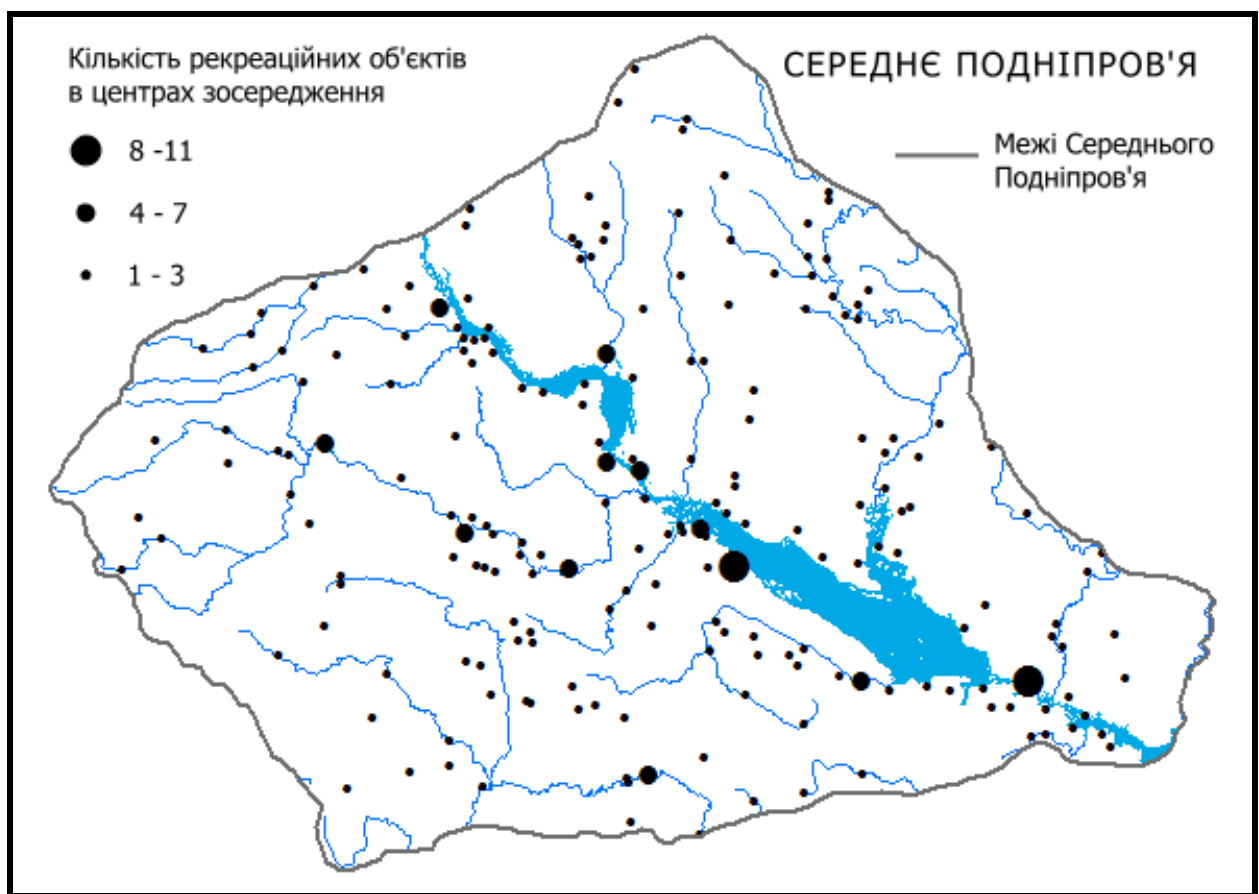 Кількість рекреаційних об'єктів
в центрах зосередження
8 -11
4 - 7
1 - 3
СЕРЕДНЄ ПОДНІПРОВ'Я
Межі Середнього
Подніпров'я